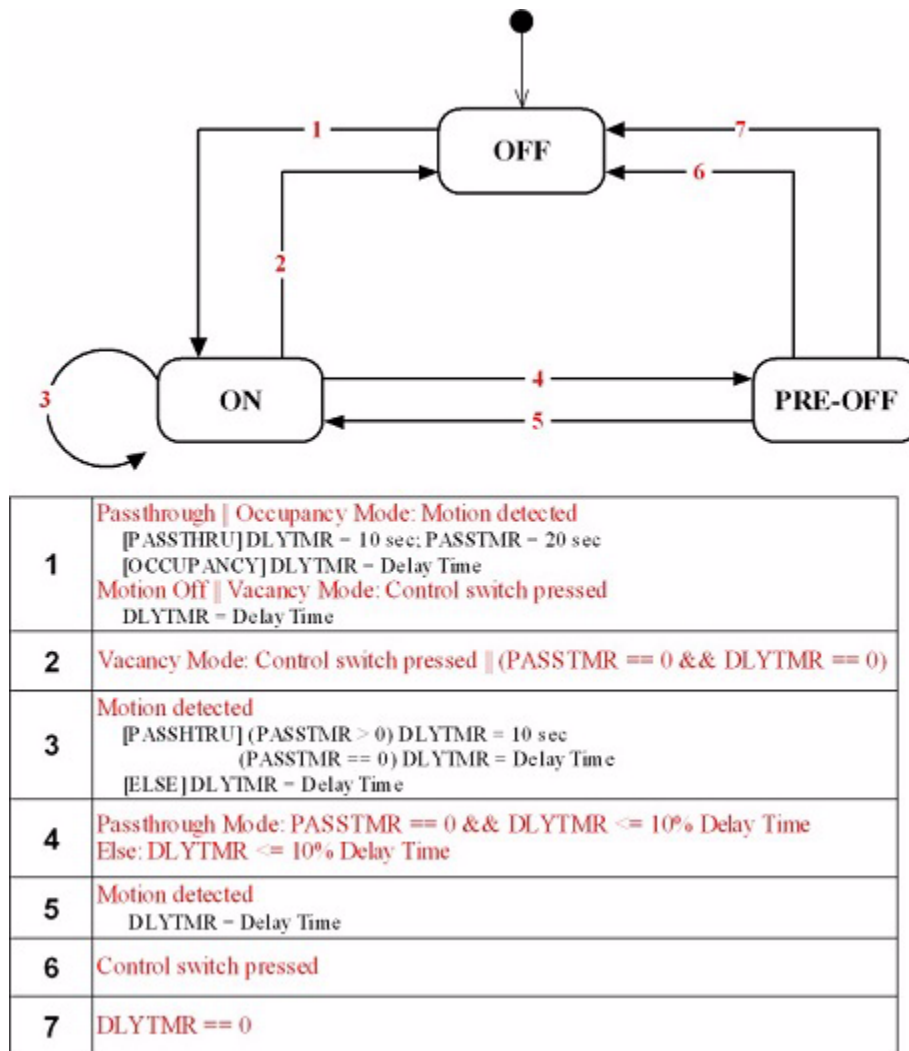 1
OFF
7
6
2
3
ON
4
5
PRE-OFF
1
Passthrough || Occupancy Mode: Motion detected
[PASSTHRU] DLYTMR = 10 sec; PASSTMR = 20 sec
[OCCUPANCY] DLYTMR = Delay Time
Motion Off || Vacancy Mode: Control switch pressed
DLYTMR = Delay Time
2
Vacancy Mode: Control switch pressed || (PASSTMR == 0 && DLYTMR == 0)
3
Motion detected
[PASSHTRU] (PASSTMR > 0) DLYTMR = 10 sec
(PASSTMR == 0) DLYTMR = Delay Time
[ELSE] DLYTMR = Delay Time
4
Passthrough Mode: PASSTMR == 0 && DLYTMR <= 10% Delay Time
Else: DLYTMR <= 10% Delay Time
5
Motion detected
DLYTMR = Delay Time
6
Control switch pressed
7
DLYTMR == 0